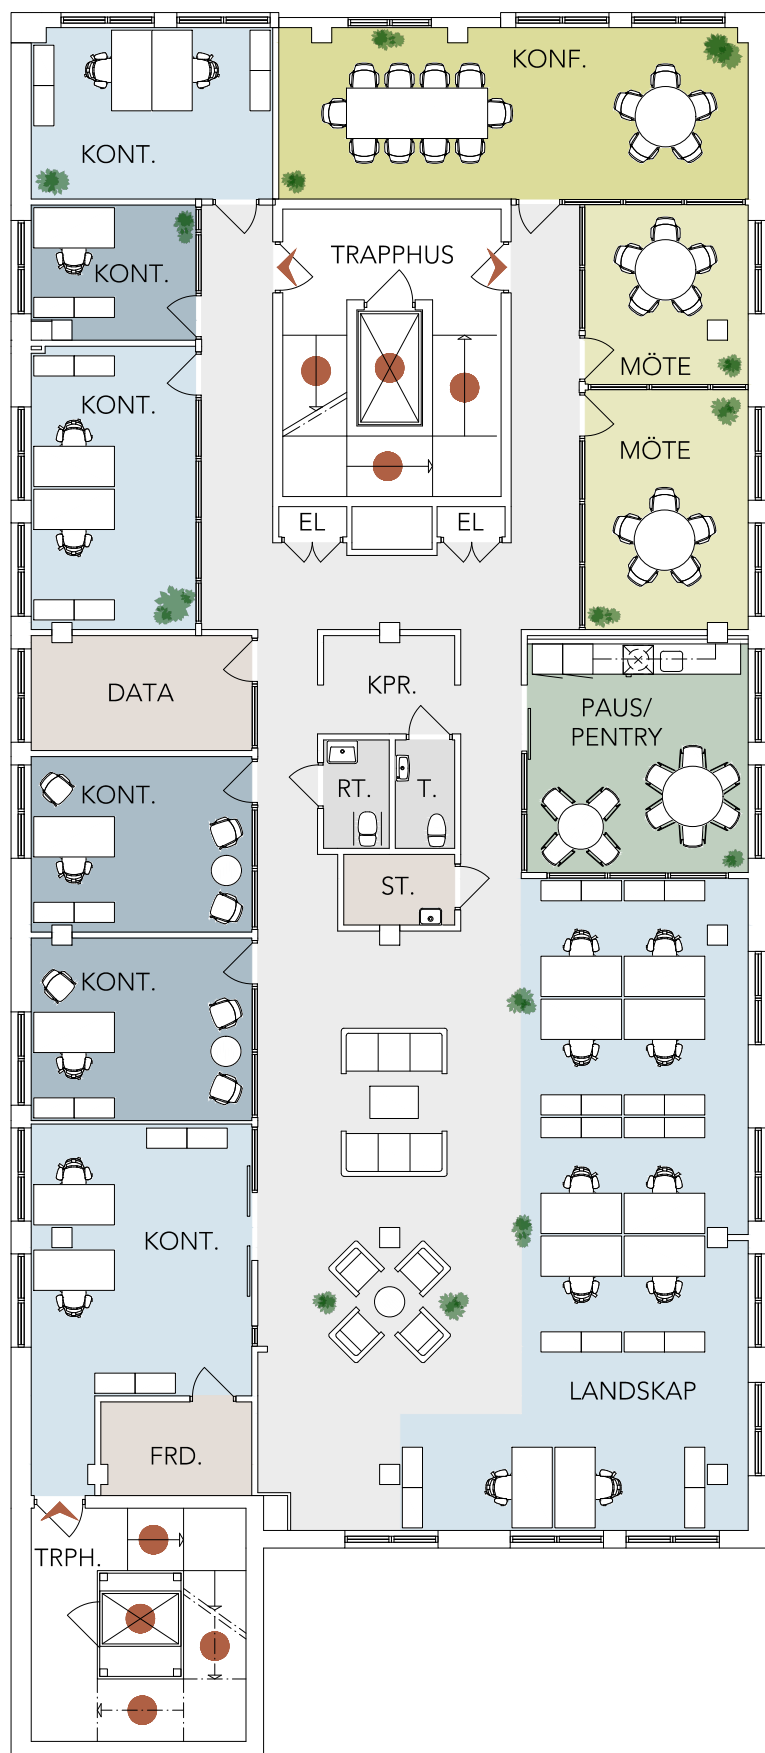 KONF.
KONT.
TRAPPHUS
KONT.
MÖTE
KONT.
MÖTE
EL
EL
KPR.
DATA
PAUS/
PENTRY
RT.
T.
KONT.
ST.
KONT.
KONT.
LANDSKAP
FRD.
TRPH.